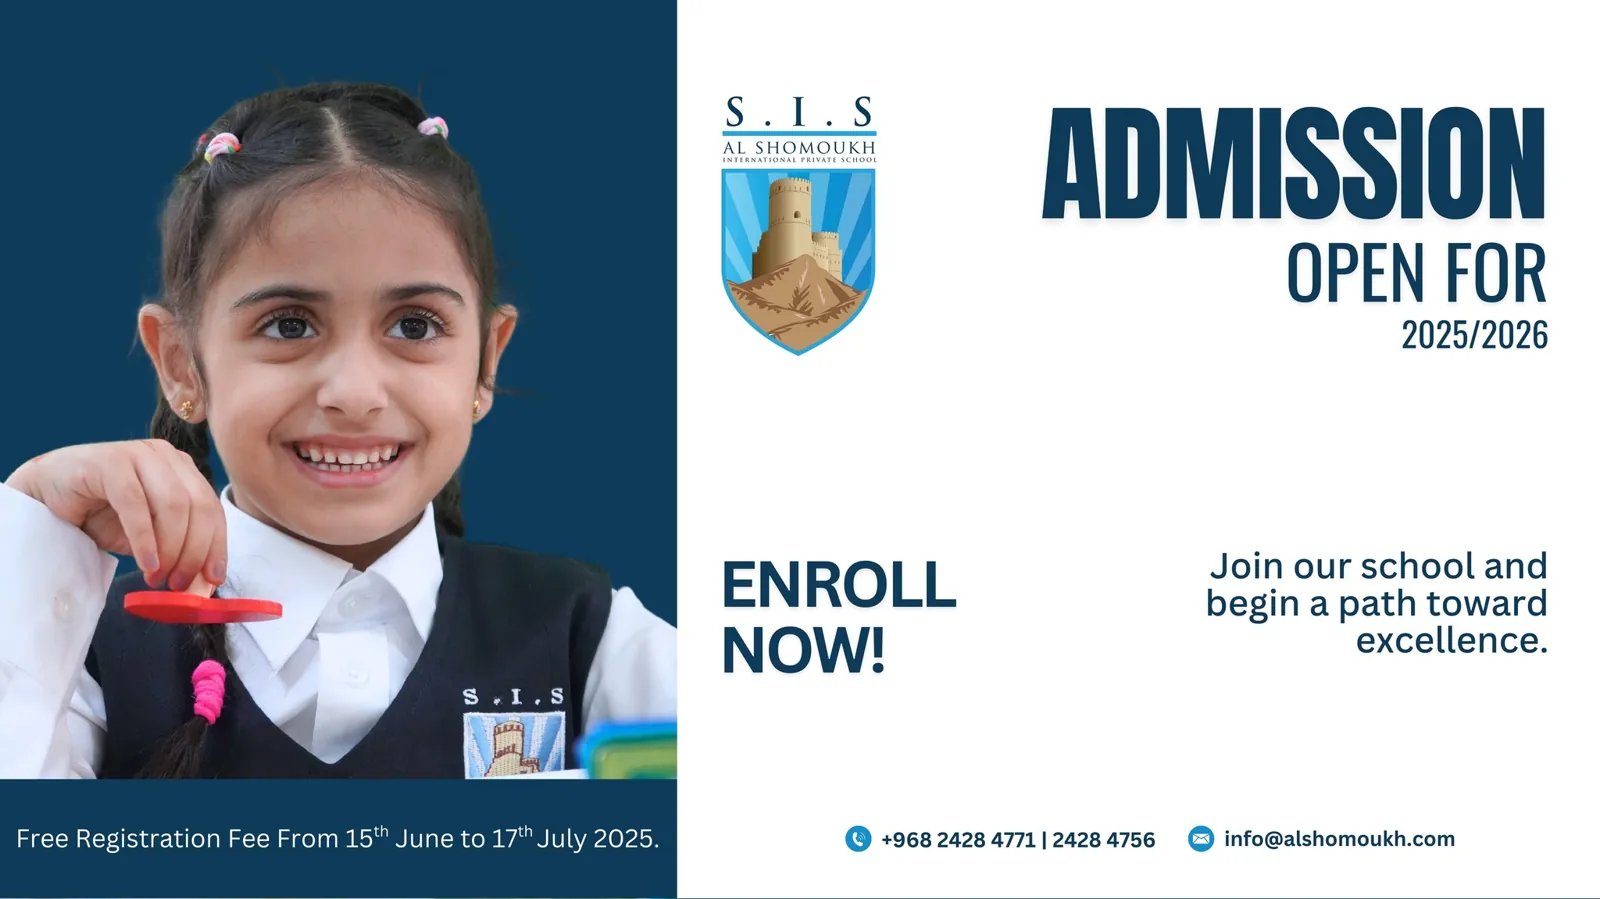 S . I . S
AL SHOMOUKH
INTERNATIONAL PRIVATE SCHOOL
ADMISSION
OPEN FOR
2025/2026
ENROLL
NOW!
Join our school and
begin a path toward
excellence.
S . I . S
Free Registration Fee From 15th June to 17th July 2025.
+968 2428 4771 | 2428 4756
info@alshomoukh.com